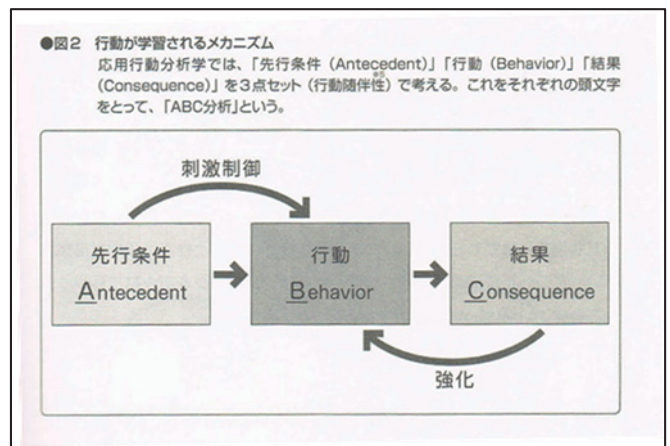 ●図2 行動が学習されるメカニズム
応用行動分析学では、「先行条件（Antecedent）」「行動（Behavior）」「結果
（Consequence）」を3点セット（行動随伴性※5）で考える。これをそれぞれの頭文字
をとって、「ABC分析」という。
刺激制御
先行条件
Antecedent
行動
Behavior
結果
Consequence
強化